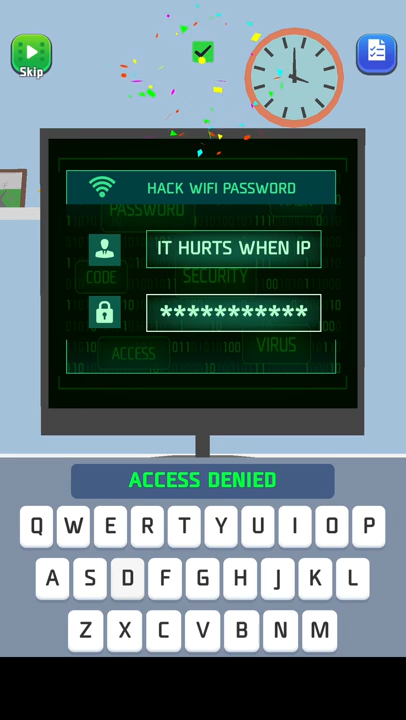 Skip
HACK WIFI PASSWORD
PASSWORD
IT HURTS WHEN IP
CODE
SECURITY
***********
ACCESS
VIRUS
ACCESS DENIED
Q W E R T Y U I O P
A S D F G H J K L
Z X C V B N M